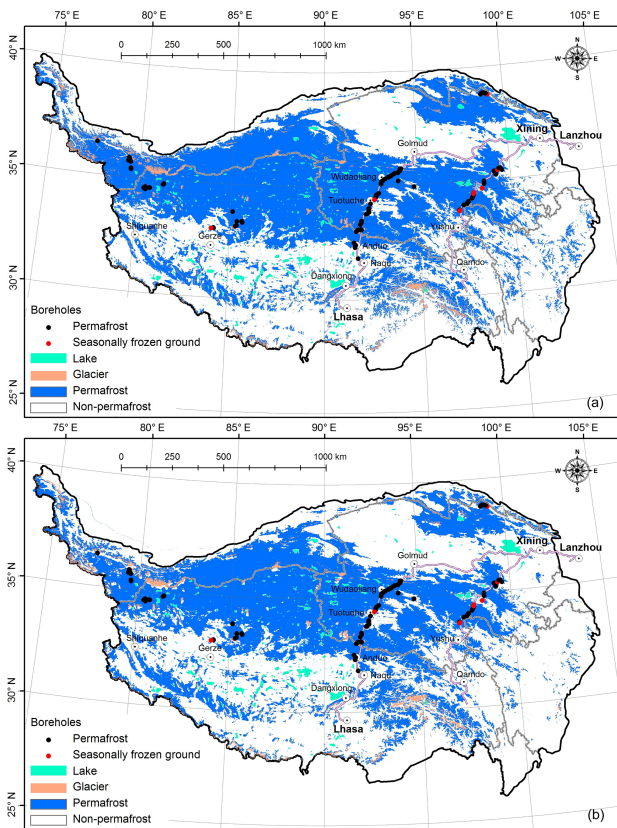 75° E 80° E 85° E 90° E 95° E 100° E 105° E
40° N
0 250 500 1000 km
N
W E
S
Xining
Lanzhou
Golmud
35° N
Wudaoliang
Tuotuohe
Shiquanhe
Gerze
Yushu
Anduo
Naqu
Qamdo
30° N
Dangxiong
Boreholes
Lhasa
Permafrost
Seasonally frozen ground
Lake
Glacier
Permafrost
25° N
Non-permafrost
(a)
75° E 80° E 85° E 90° E 95° E 100° E 105° E
40° N
0 250 500 1000 km
N
W E
S
Xining
Lanzhou
Golmud
35° N
Wudaoliang
Tuotuohe
Shiquanhe
Gerze
Yushu
Anduo
Naqu
Qamdo
30° N
Dangxiong
Boreholes
Lhasa
Permafrost
Seasonally frozen ground
Lake
Glacier
Permafrost
25° N
Non-permafrost
(b)